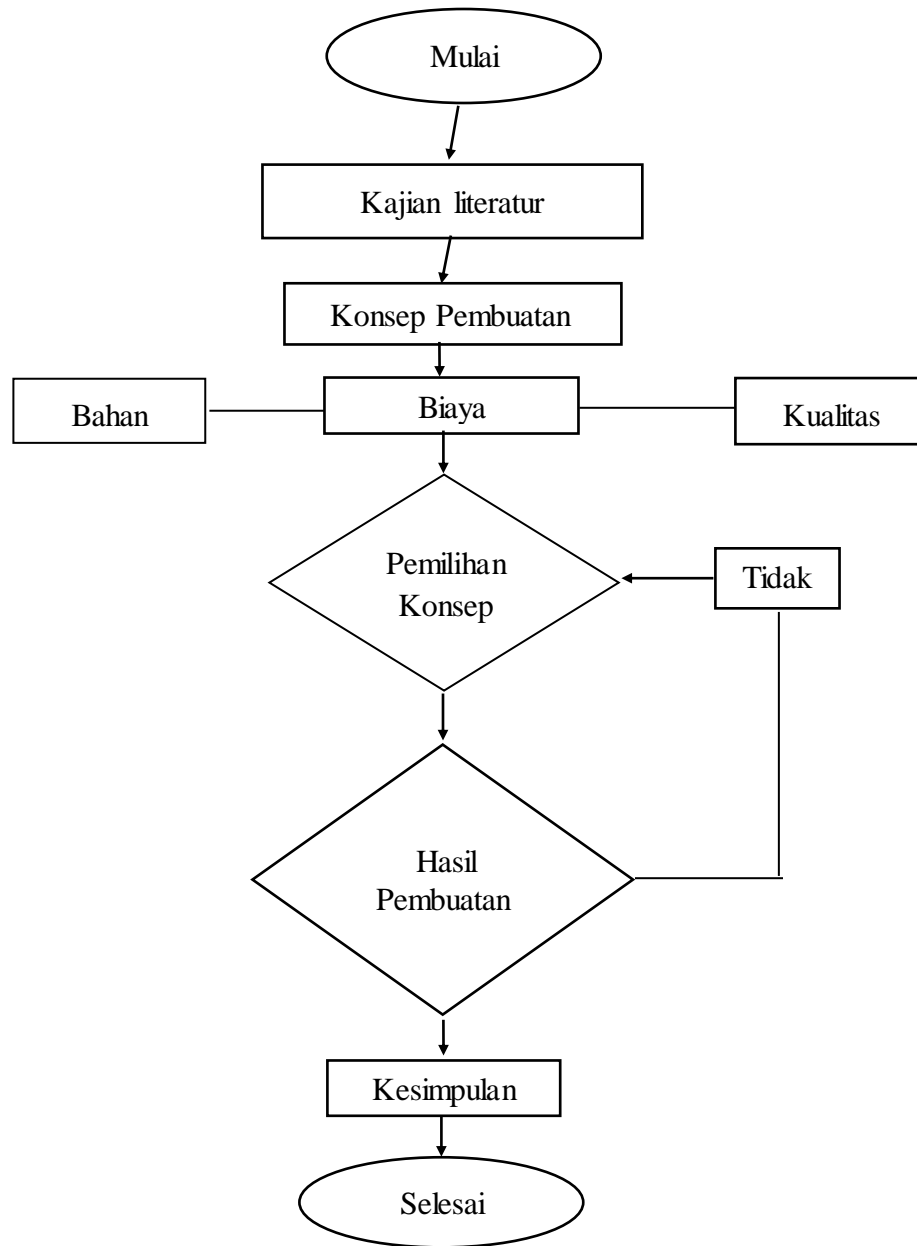 Mulai
Kajian literatur
Konsep Pembuatan
Bahan
Biaya
Kualitas
Pemilihan
Konsep
Tidak
Hasil
Pembuatan
Kesimpulan
Selesai